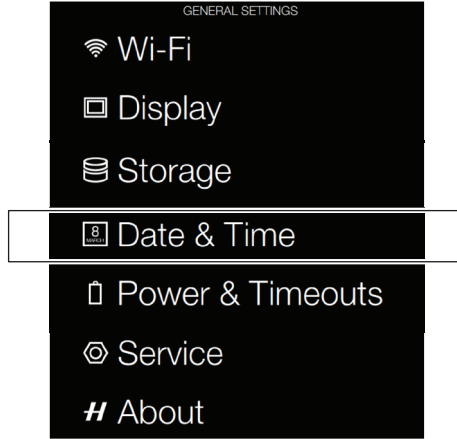 GENERAL SETTINGS
Wi-Fi
Display
Storage
8
MARCH
Date & Time
Power & Timeouts
Service
H About